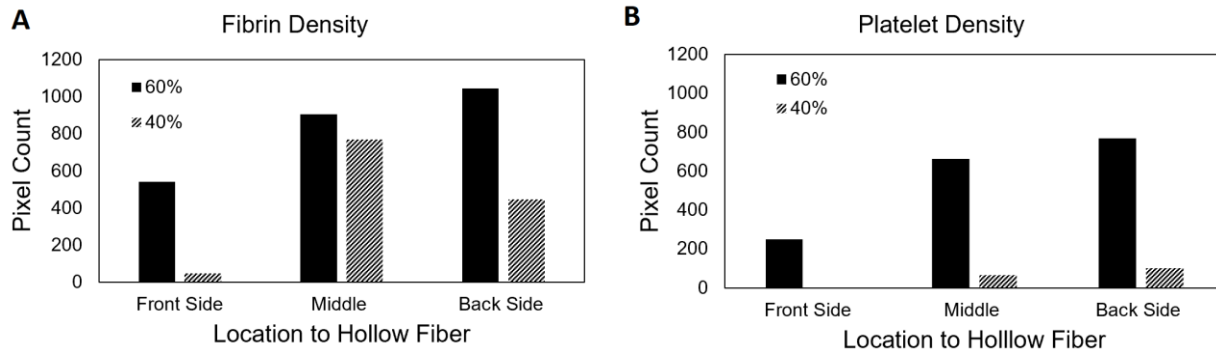 A
Fibrin Density
1200
1000
800
600
400
200
0
60%
40%
Pixel Count
Front Side Middle Back Side
Location to Hollow Fiber
B
Platelet Density
1200
1000
800
600
400
200
0
60%
40%
Pixel Count
Front Side Middle Back Side
Location to Holllow Fiber